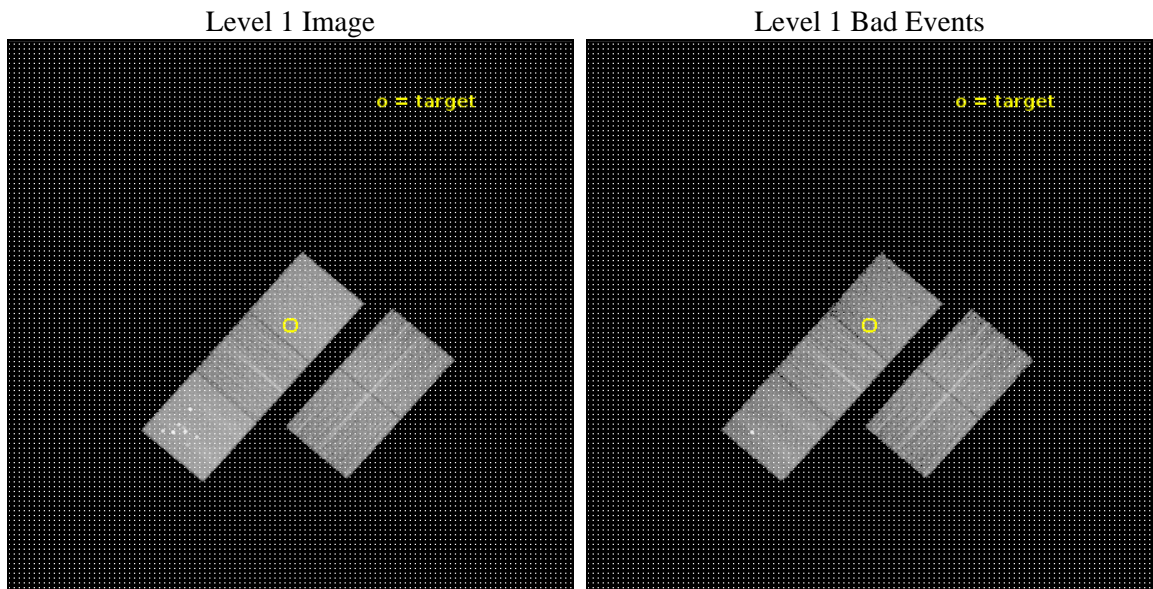 Level 1 Image
Level 1 Bad Events
o = target
o = target